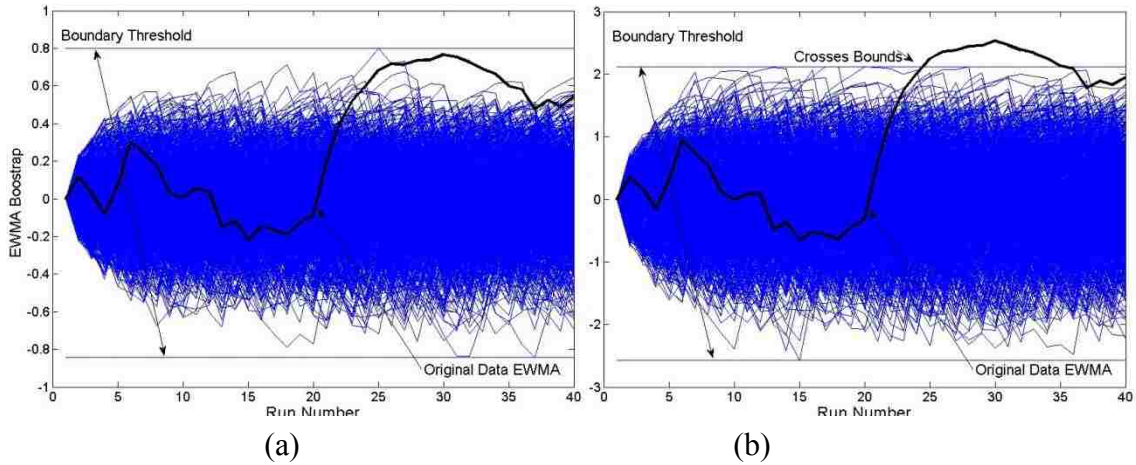 1
0.8
0.6
0.4
0.2
0
-0.2
-0.4
-0.6
-0.8
-1
EWMA Boostrap
Boundary Threshold
Original Data EWMA
0 5 10 15 20 25 30 35 40
Run Number
(a)
3
2
1
0
-1
-2
-3
Boundary Threshold
Crosses Bounds
Original Data EWMA
0 5 10 15 20 25 30 35 40
Run Number
(b)